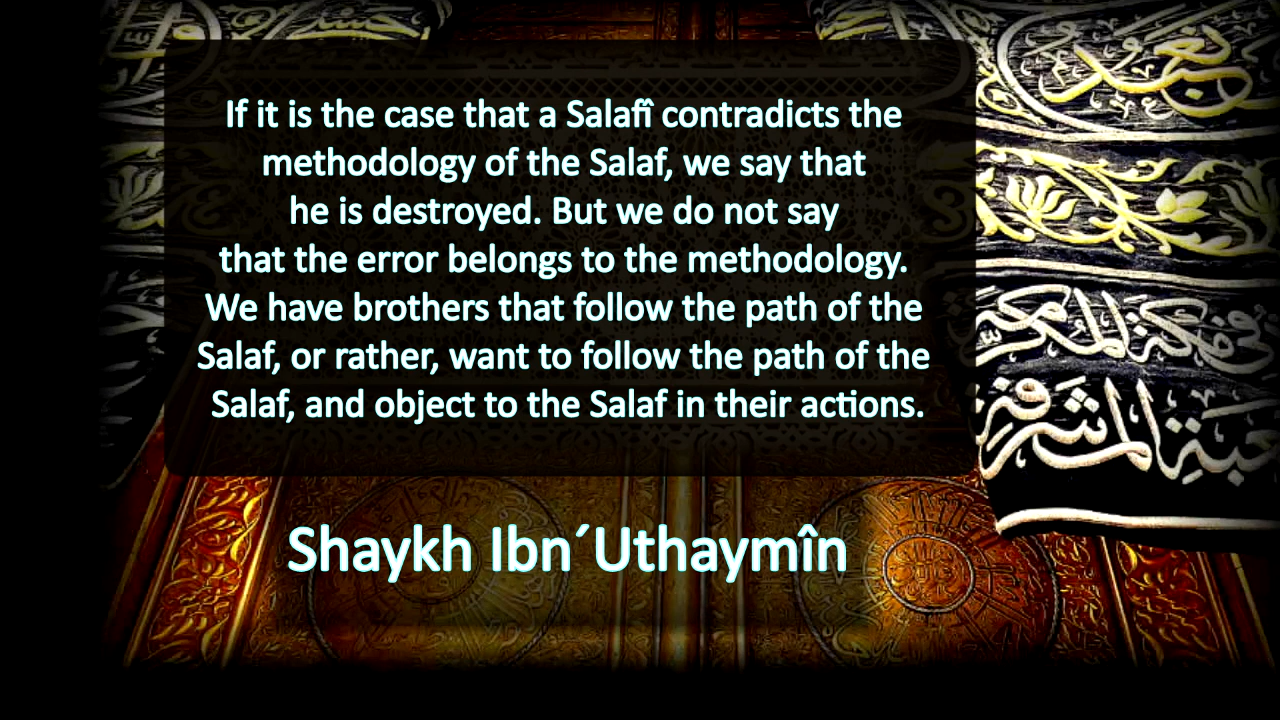 If it is the case that a Salafî contradicts the
methodology of the Salaf, we say that
he is destroyed. But we do not say
that the error belongs to the methodology.
We have brothers that follow the path of the
Salaf, or rather, want to follow the path of the
Salaf, and object to the Salaf in their actions.
Shaykh Ibn´Uthaymîn
في مكة المكرمة